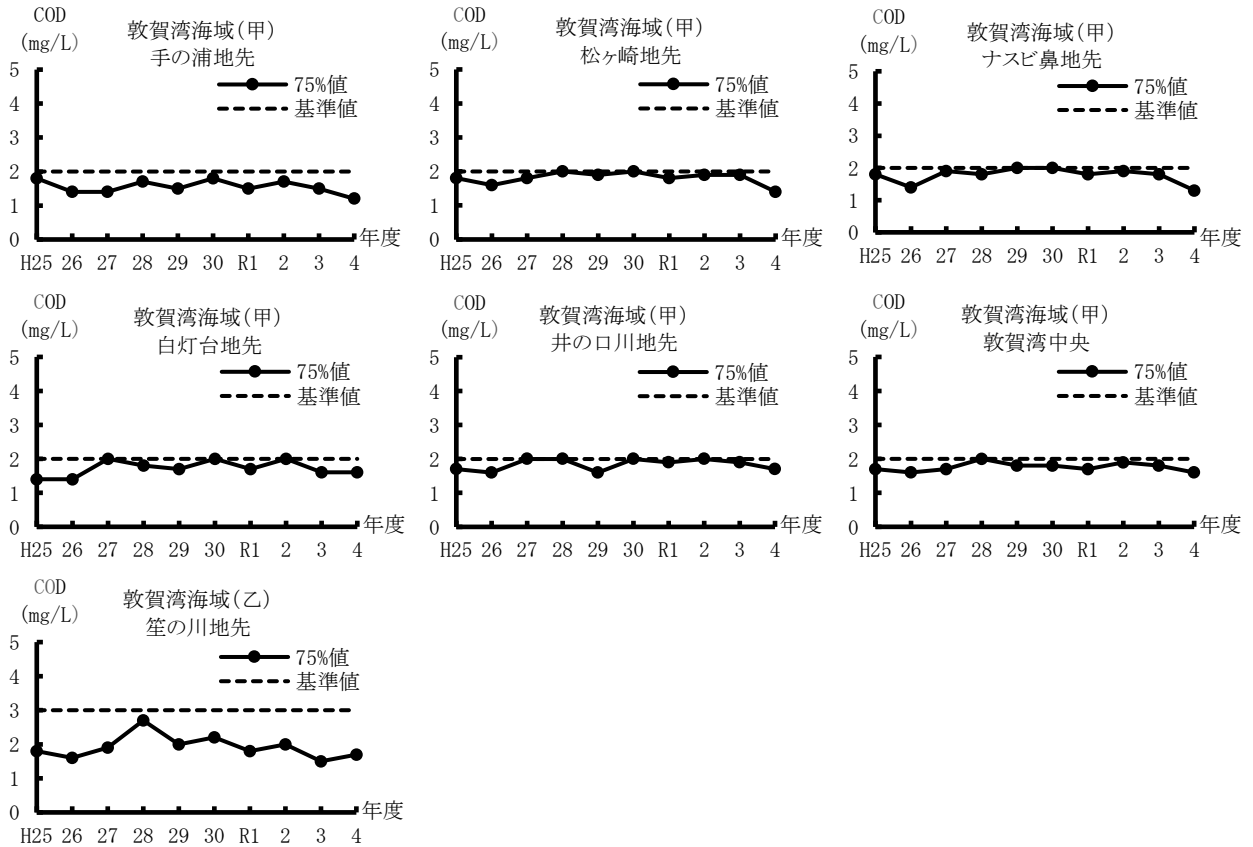 COD
(mg/L)
敦賀湾海域(甲)
手の浦地先
75%値
基準値
5
4
3
2
1
0
年度
H25 26 27 28 29 30 R1 2 3 4
COD
(mg/L)
敦賀湾海域(甲)
松ヶ崎地先
75%値
基準値
5
4
3
2
1
0
年度
H25 26 27 28 29 30 R1 2 3 4
COD
(mg/L)
敦賀湾海域(甲)
ナスビ鼻地先
75%値
基準値
5
4
3
2
1
0
年度
H25 26 27 28 29 30 R1 2 3 4
COD
(mg/L)
敦賀湾海域(甲)
白灯台地先
75%値
基準値
5
4
3
2
1
0
年度
H25 26 27 28 29 30 R1 2 3 4
COD
(mg/L)
敦賀湾海域(甲)
井の口川地先
75%値
基準値
5
4
3
2
1
0
年度
H25 26 27 28 29 30 R1 2 3 4
COD
(mg/L)
敦賀湾海域(甲)
敦賀湾中央
75%値
基準値
5
4
3
2
1
0
年度
H25 26 27 28 29 30 R1 2 3 4
COD
(mg/L)
敦賀湾海域(乙)
笙の川地先
75%値
基準値
5
4
3
2
1
0
年度
H25 26 27 28 29 30 R1 2 3 4